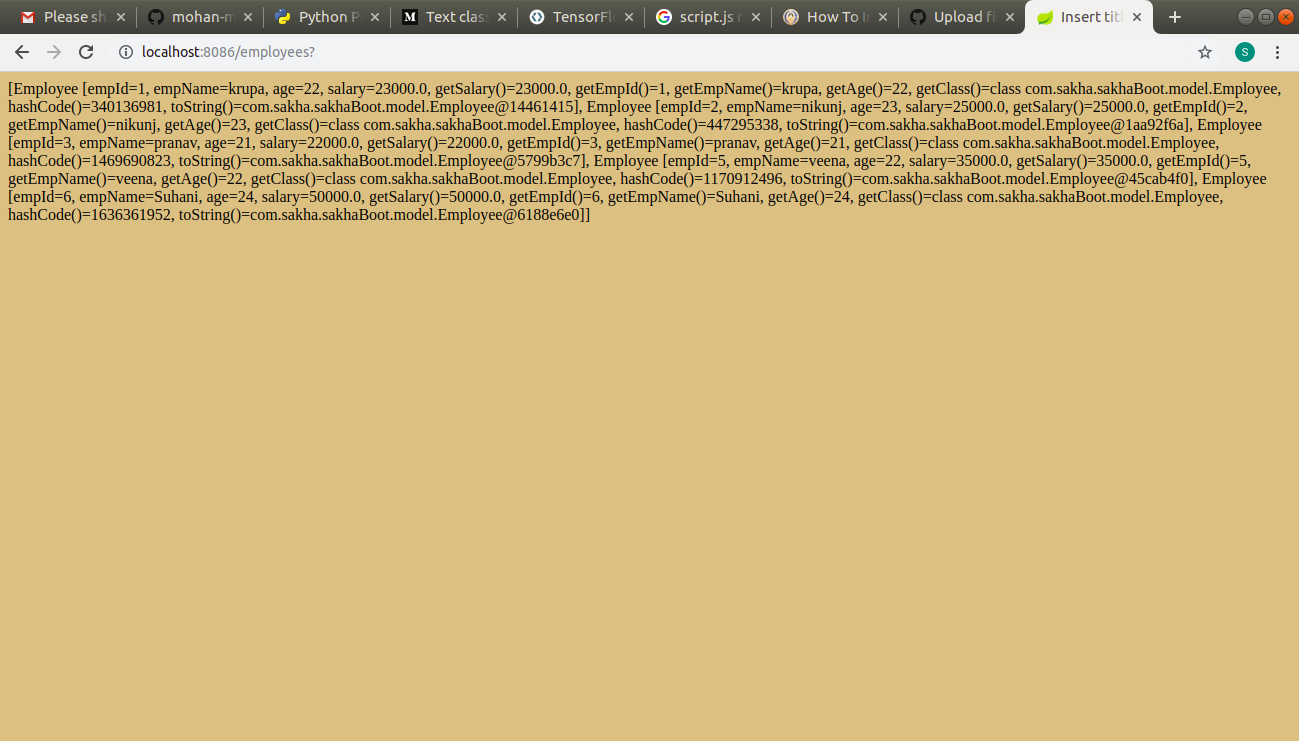 Please sh
mohan-m
Python P
Text clas
TensorFl
script.js
How To I
Upload fi
Insert titl
localhost:8086/employees?
S
[Employee [empId=1, empName=krupa, age=22, salary=23000.0, getSalary()=23000.0, getEmpId()=1, getEmpName()=krupa, getAge()=22, getClass()=class com.sakha.sakhaBoot.model.Employee,
hashCode()=340136981, toString()=com.sakha.sakhaBoot.model.Employee@14461415], Employee [empId=2, empName=nikunj, age=23, salary=25000.0, getSalary()=25000.0, getEmpId()=2,
getEmpName()=nikunj, getAge()=23, getClass()=class com.sakha.sakhaBoot.model.Employee, hashCode()=447295338, toString()=com.sakha.sakhaBoot.model.Employee@1aa92f6a], Employee
[empId=3, empName=pranav, age=21, salary=22000.0, getSalary()=22000.0, getEmpId()=3, getEmpName()=pranav, getAge()=21, getClass()=class com.sakha.sakhaBoot.model.Employee,
hashCode()=1469690823, toString()=com.sakha.sakhaBoot.model.Employee@5799b3c7], Employee [empId=5, empName=veena, age=22, salary=35000.0, getSalary()=35000.0, getEmpId()=5,
getEmpName()=veena, getAge()=22, getClass()=class com.sakha.sakhaBoot.model.Employee, hashCode()=1170912496, toString()=com.sakha.sakhaBoot.model.Employee@45cab4f0], Employee
[empId=6, empName=Suhani, age=24, salary=50000.0, getSalary()=50000.0, getEmpId()=6, getEmpName()=Suhani, getAge()=24, getClass()=class com.sakha.sakhaBoot.model.Employee,
hashCode()=1636361952, toString()=com.sakha.sakhaBoot.model.Employee@6188e6e0]]